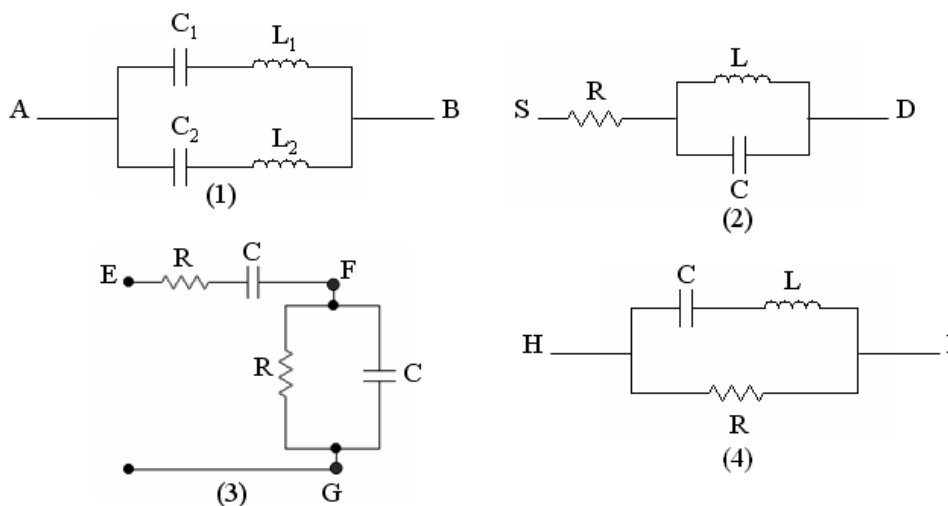 C1 L1
A B
C2 L2
(1)
L
R
S D
C
(2)
E R C F
R C
G
(3)
C L
H
R
(4)